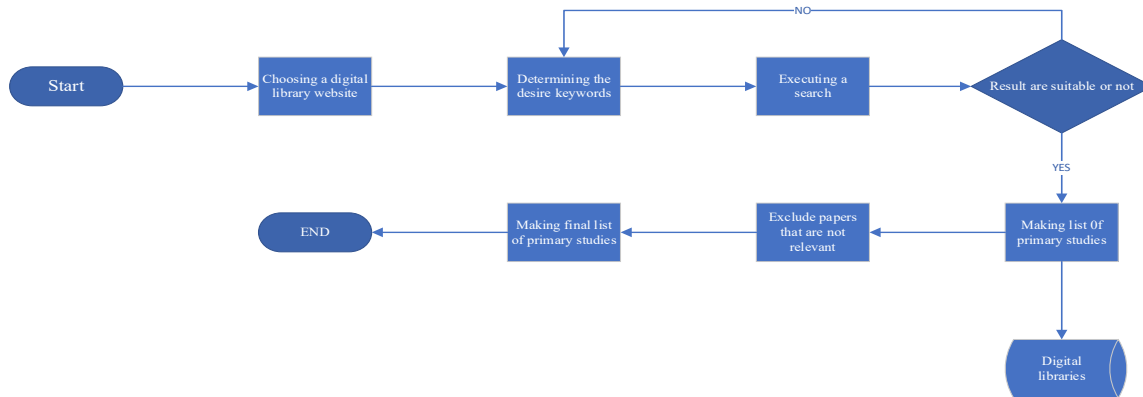 NO
Start
Choosing a digital
library website
Determining the
desire keywords
Executing a
search
Result are suitable or not
YES
END
Making final list
of primary studies
Exclude papers
that are not
relevant
Making list 0f
primary studies
Digital
libraries